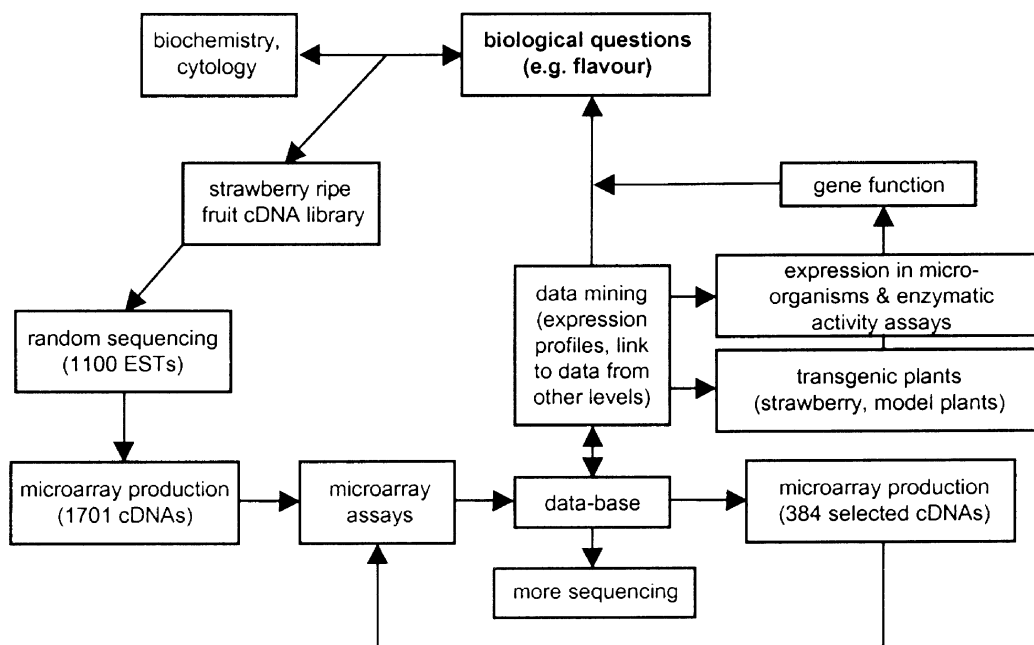 biochemistry,
cytology
biological questions
(e.g. flavour)
strawberry ripe
fruit cDNA library
gene function
random sequencing
(1100 ESTs)
data mining
(expression
profiles, link
to data from
other levels)
expression in micro-
organisms & enzymatic
activity assays
transgenic plants
(strawberry, model plants)
microarray production
(1701 cDNAs)
microarray
assays
data-base
microarray production
(384 selected cDNAs)
more sequencing